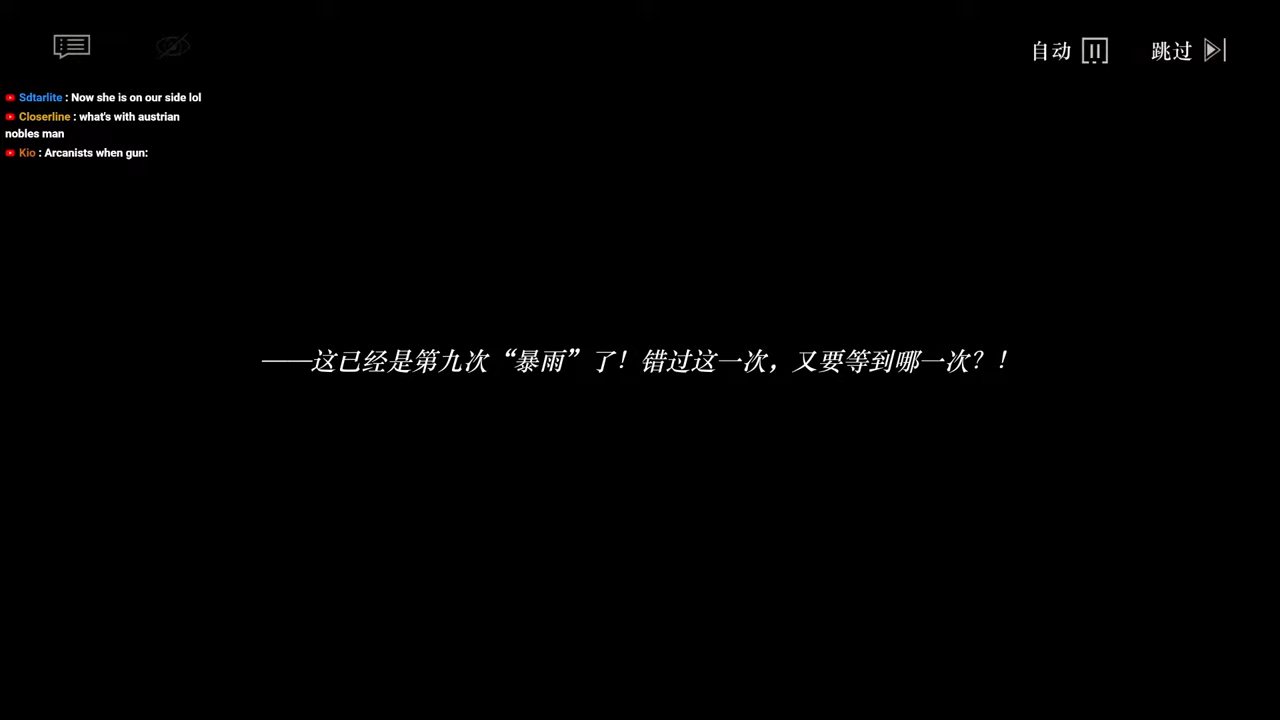 自动
跳过
Sdtarlite : Now she is on our side lol
Closerline : what's with austrian
nobles man
Kio : Arcanists when gun:
——这已经是第九次“暴雨”了！错过这一次，又要等到哪一次？！